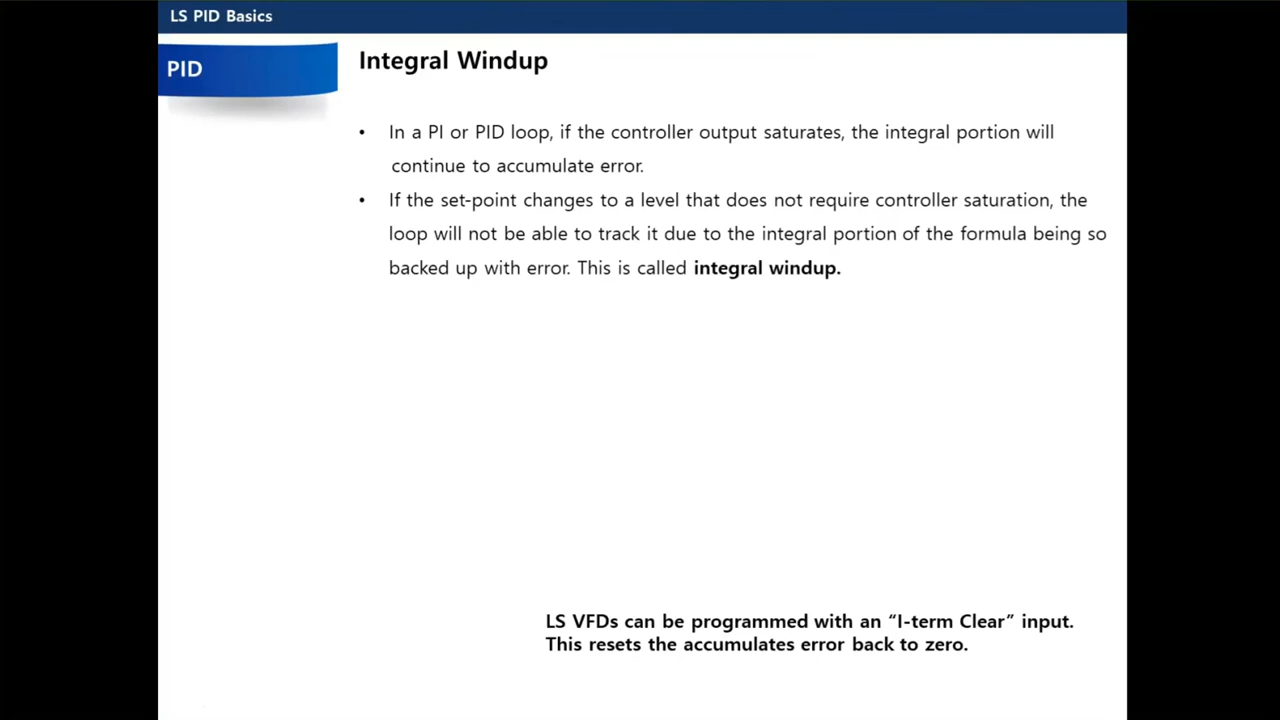 LS PID Basics
PID
Integral Windup
• In a PI or PID loop, if the controller output saturates, the integral portion will
continue to accumulate error.
• If the set-point changes to a level that does not require controller saturation, the
loop will not be able to track it due to the integral portion of the formula being so
backed up with error. This is called integral windup.
LS VFDs can be programmed with an “I-term Clear” input.
This resets the accumulates error back to zero.